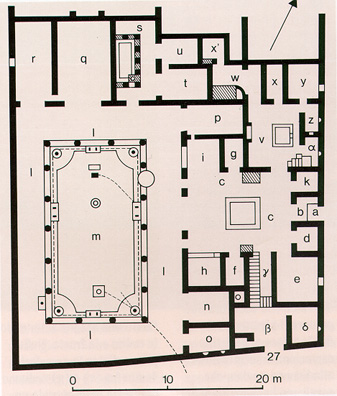 s
r
q
u
x'
t
w
x
y
p
v
z
α
l
i
g
c
k
l
c
b
a
m
d
l
h
f
γ
e
n
o
β
δ
o
l
27
0
10
20 m